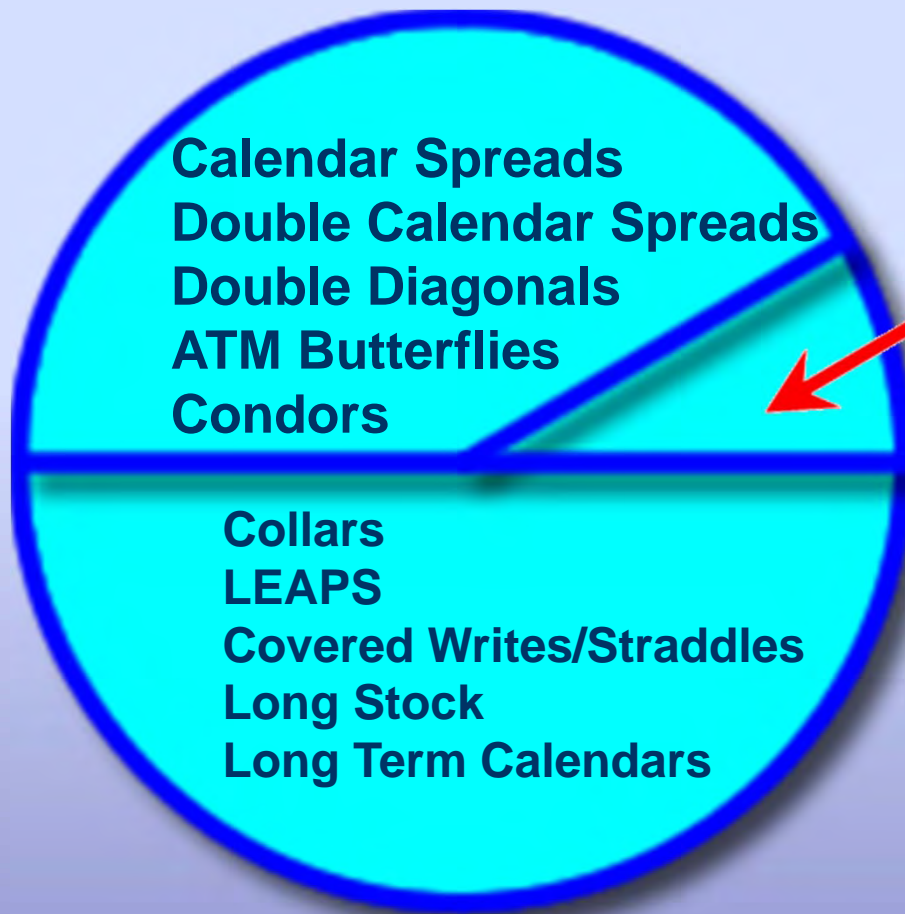 Calendar Spreads
Double Calendar Spreads
Double Diagonals
ATM Butterflies
Condors
Collars
LEAPS
Covered Writes/Straddles
Long Stock
Long Term Calendars